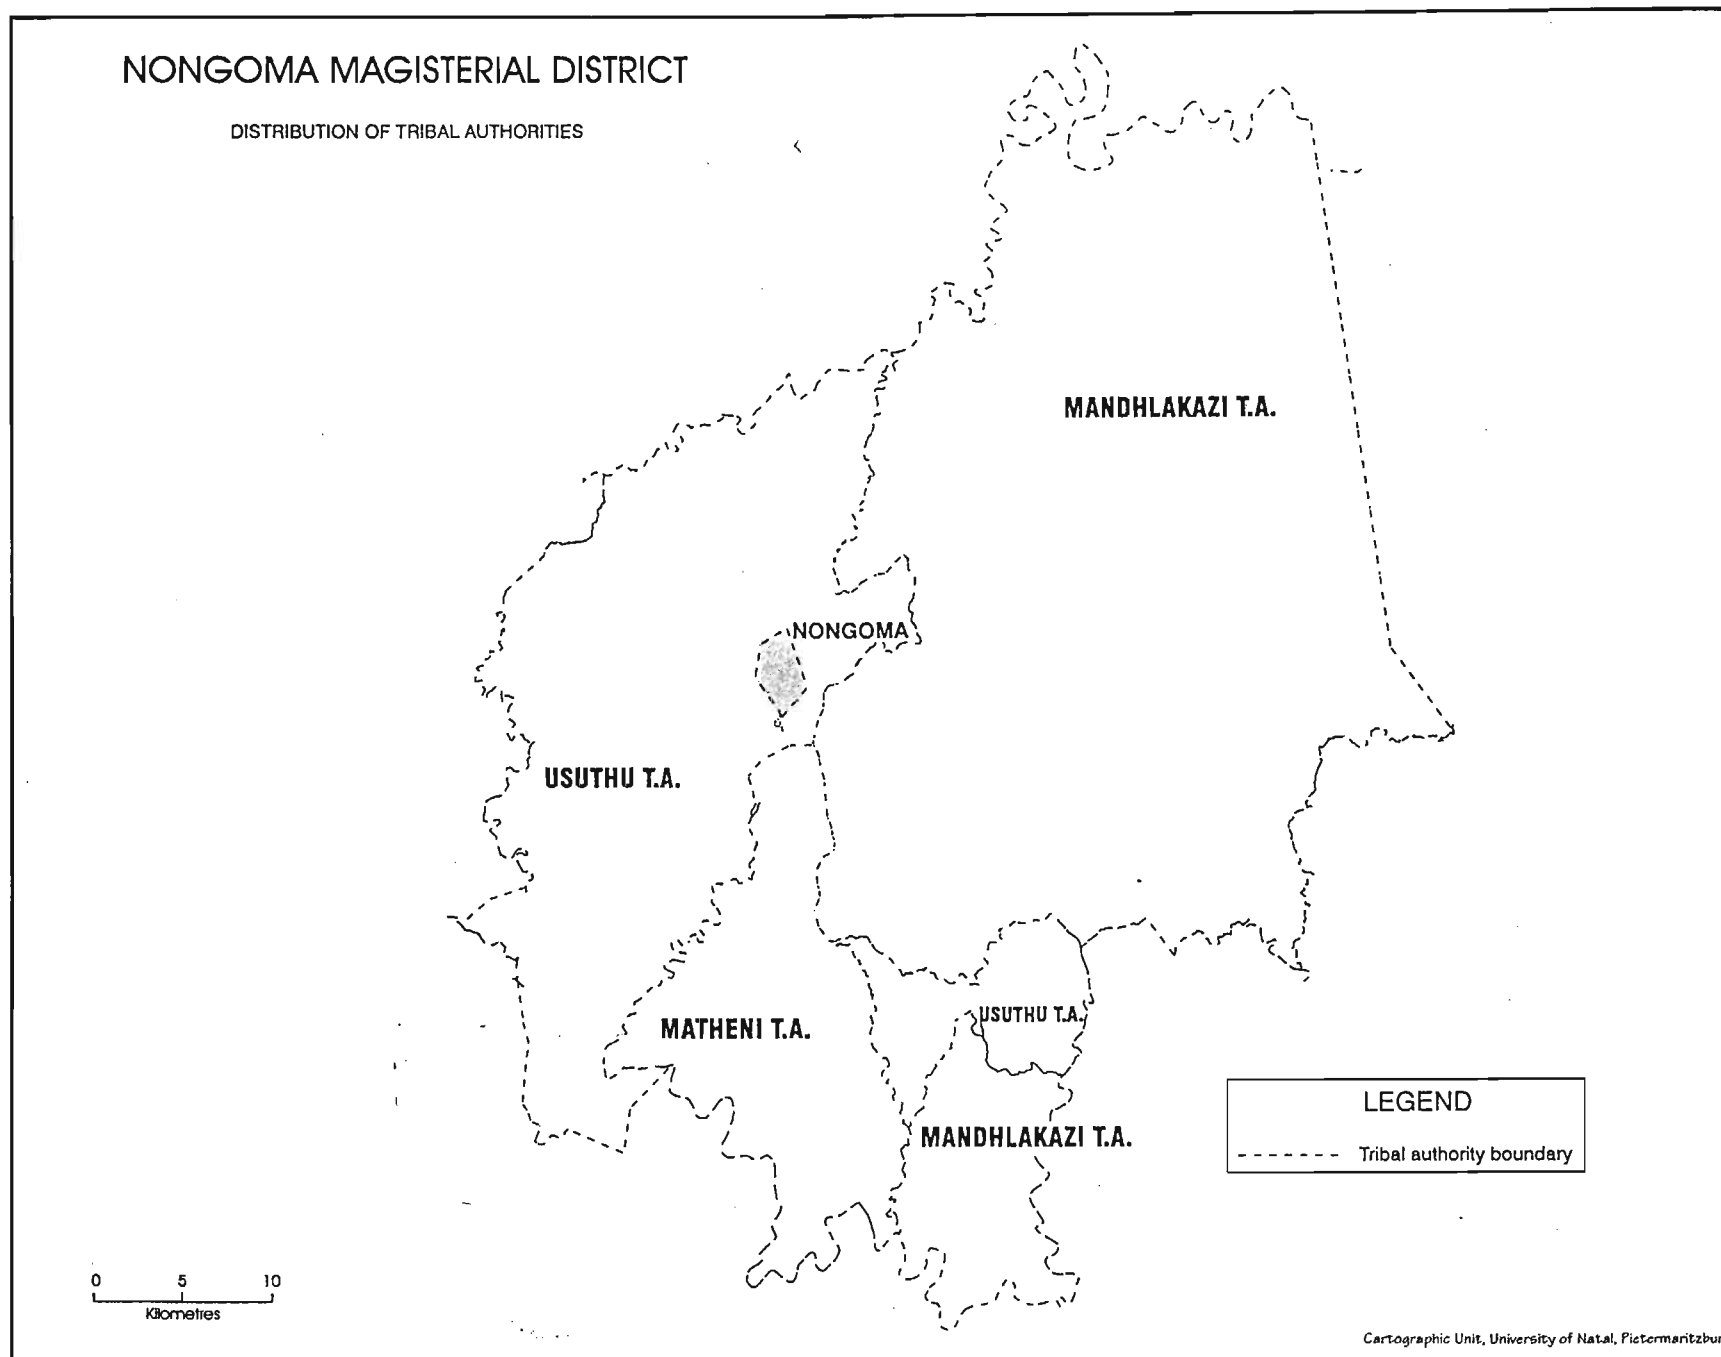 NONGOMA MAGISTERIAL DISTRICT
DISTRIBUTION OF TRIBAL AUTHORITIES
MANDHLAKAZI T.A.
NONGOMA
USUTHU T.A.
USUTHU T.A.
MATHENI T.A.
MANDHLAKAZI T.A.
LEGEND
Tribal authority boundary
0 5 10
Kilometres
Cartographic Unit, University of Natal, Pietermaritzbur